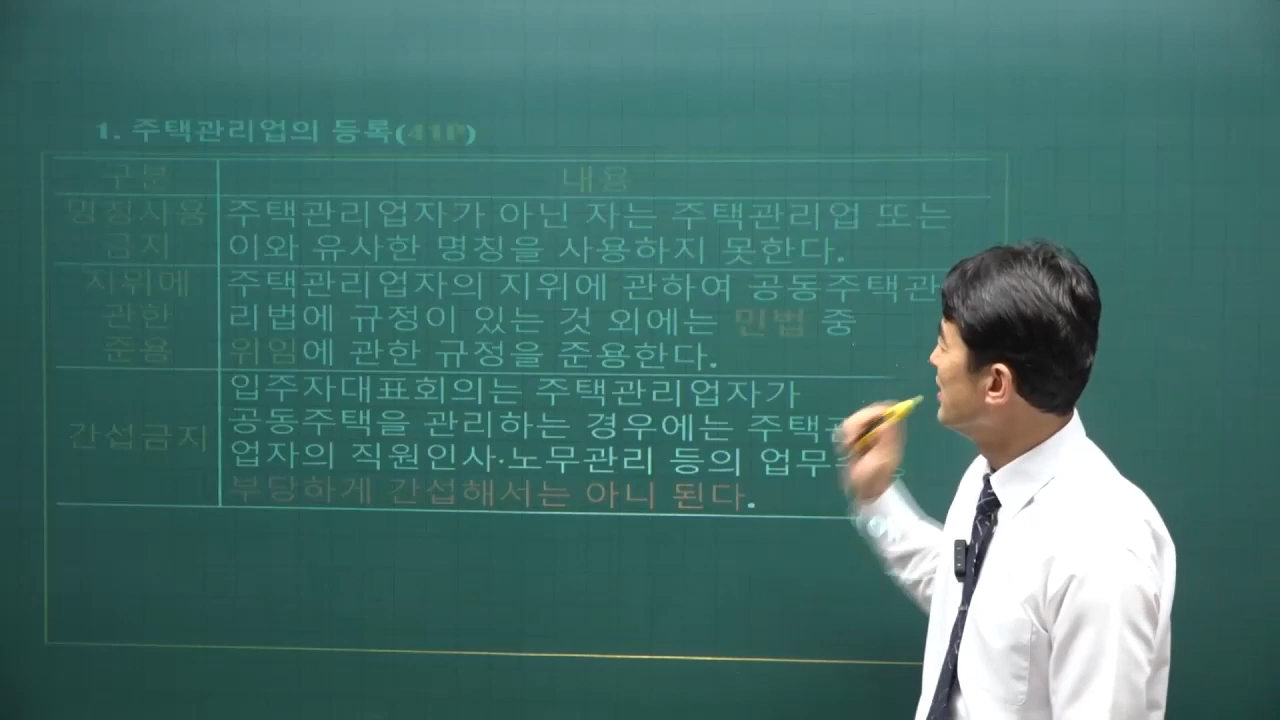 1. 주택관리업의 등록(41P)
구분 내용
명칭사용 주택관리업자가 아닌 자는 주택관리업 또는
금지 이와 유사한 명칭을 사용하지 못한다.
지위에 주택관리업자의 지위에 관하여 공동주택관
관한 리법에 규정이 있는 것 외에는 민법 중
준용 위임에 관한 규정을 준용한다.
입주자대표회의는 주택관리업자가
공동주택을 관리하는 경우에는
간섭금지
업자의 직원인사·노무관리 등의
부당하게 간섭해서는 아니 된다.